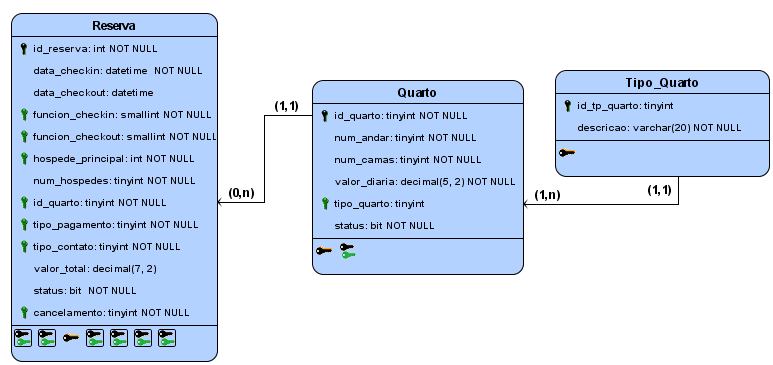 Reserva
id_reserva: int NOT NULL
data_checkin: datetime NOT NULL
data_checkout: datetime
funcion_checkin: smallint NOT NULL
funcion_checkout: smallint NOT NULL
hospede_principal: int NOT NULL
num_hospedes: tinyint NOT NULL
id_quarto: tinyint NOT NULL
tipo_pagamento: tinyint NOT NULL
tipo_contato: tinyint NOT NULL
valor_total: decimal(7, 2)
status: bit NOT NULL
cancelamento: tinyint NOT NULL
(1,1)
(0,n)
Quarto
id_quarto: tinyint NOT NULL
num_andar: tinyint NOT NULL
num_camas: tinyint NOT NULL
valor_diaria: decimal(5, 2) NOT NULL
tipo_quarto: tinyint
status: bit NOT NULL
(1,n)
(1,1)
Tipo_Quarto
id_tp_quarto: tinyint
descricao: varchar(20) NOT NULL